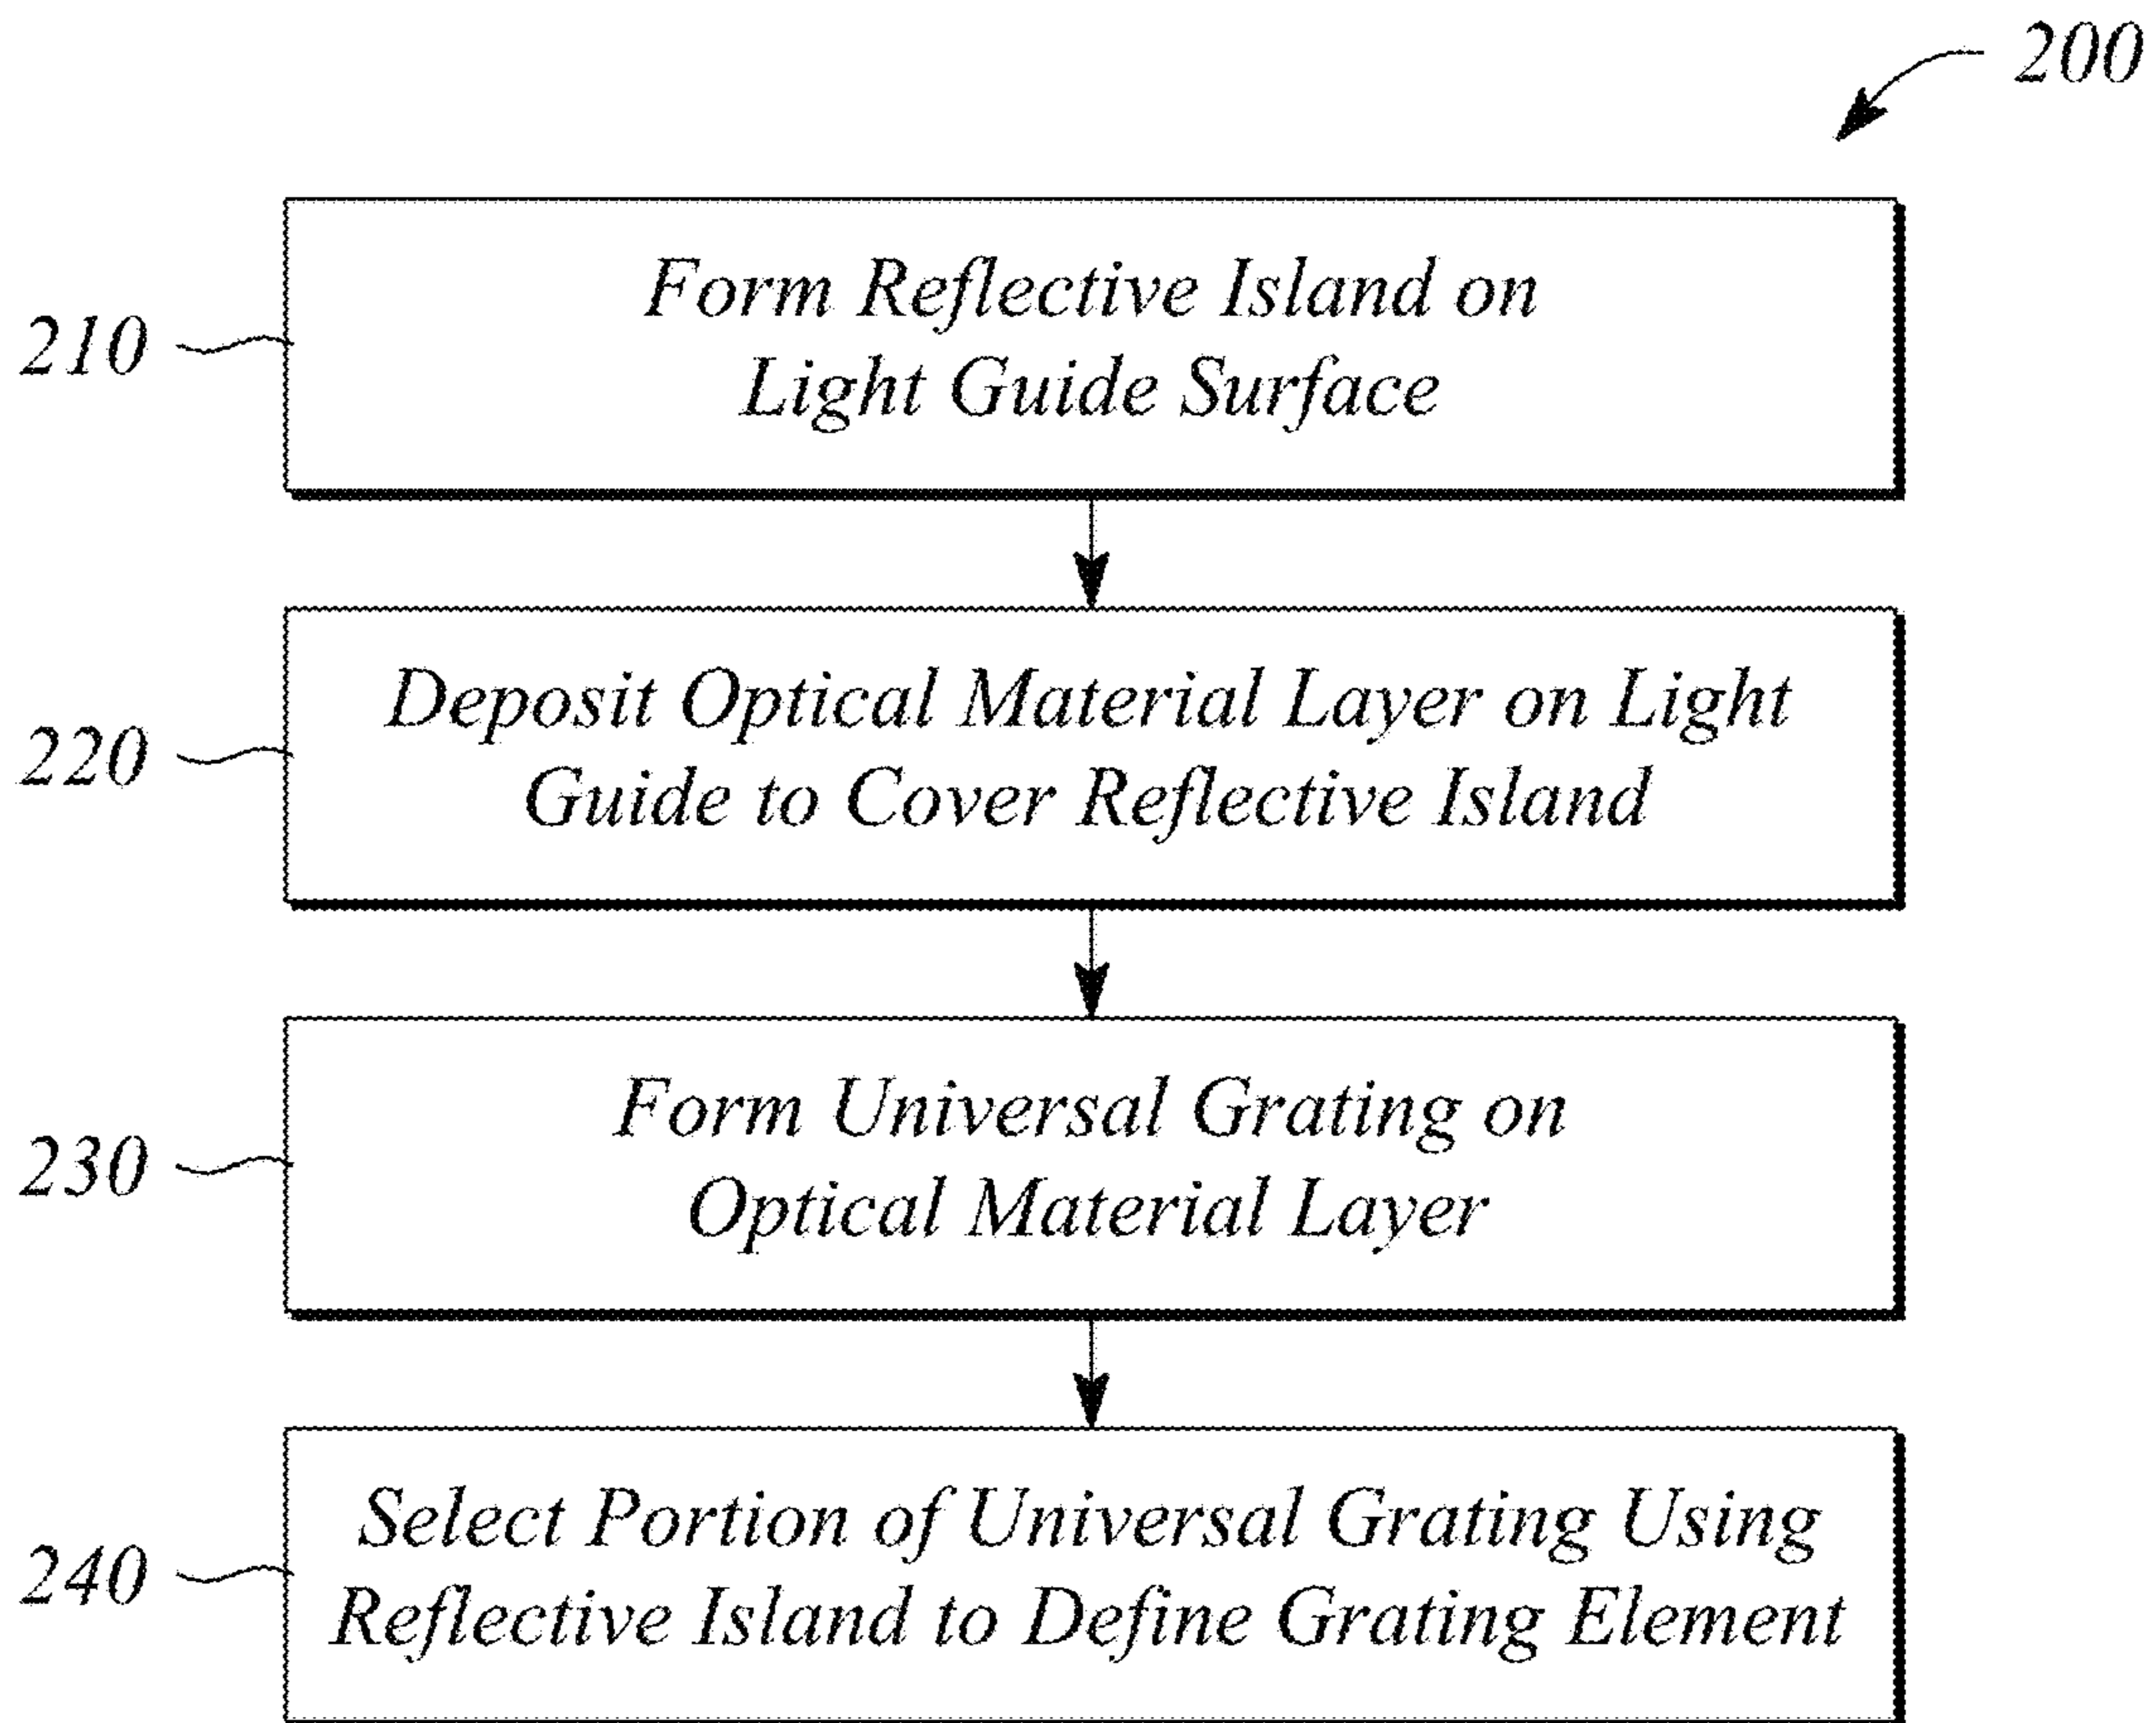 200
210
Form Reflective Island on
Light Guide Surface
220
Deposit Optical Material Layer on Light
Guide to Cover Reflective Island
230
Form Universal Grating on
Optical Material Layer
240
Select Portion of Universal Grating Using
Reflective Island to Define Grating Element